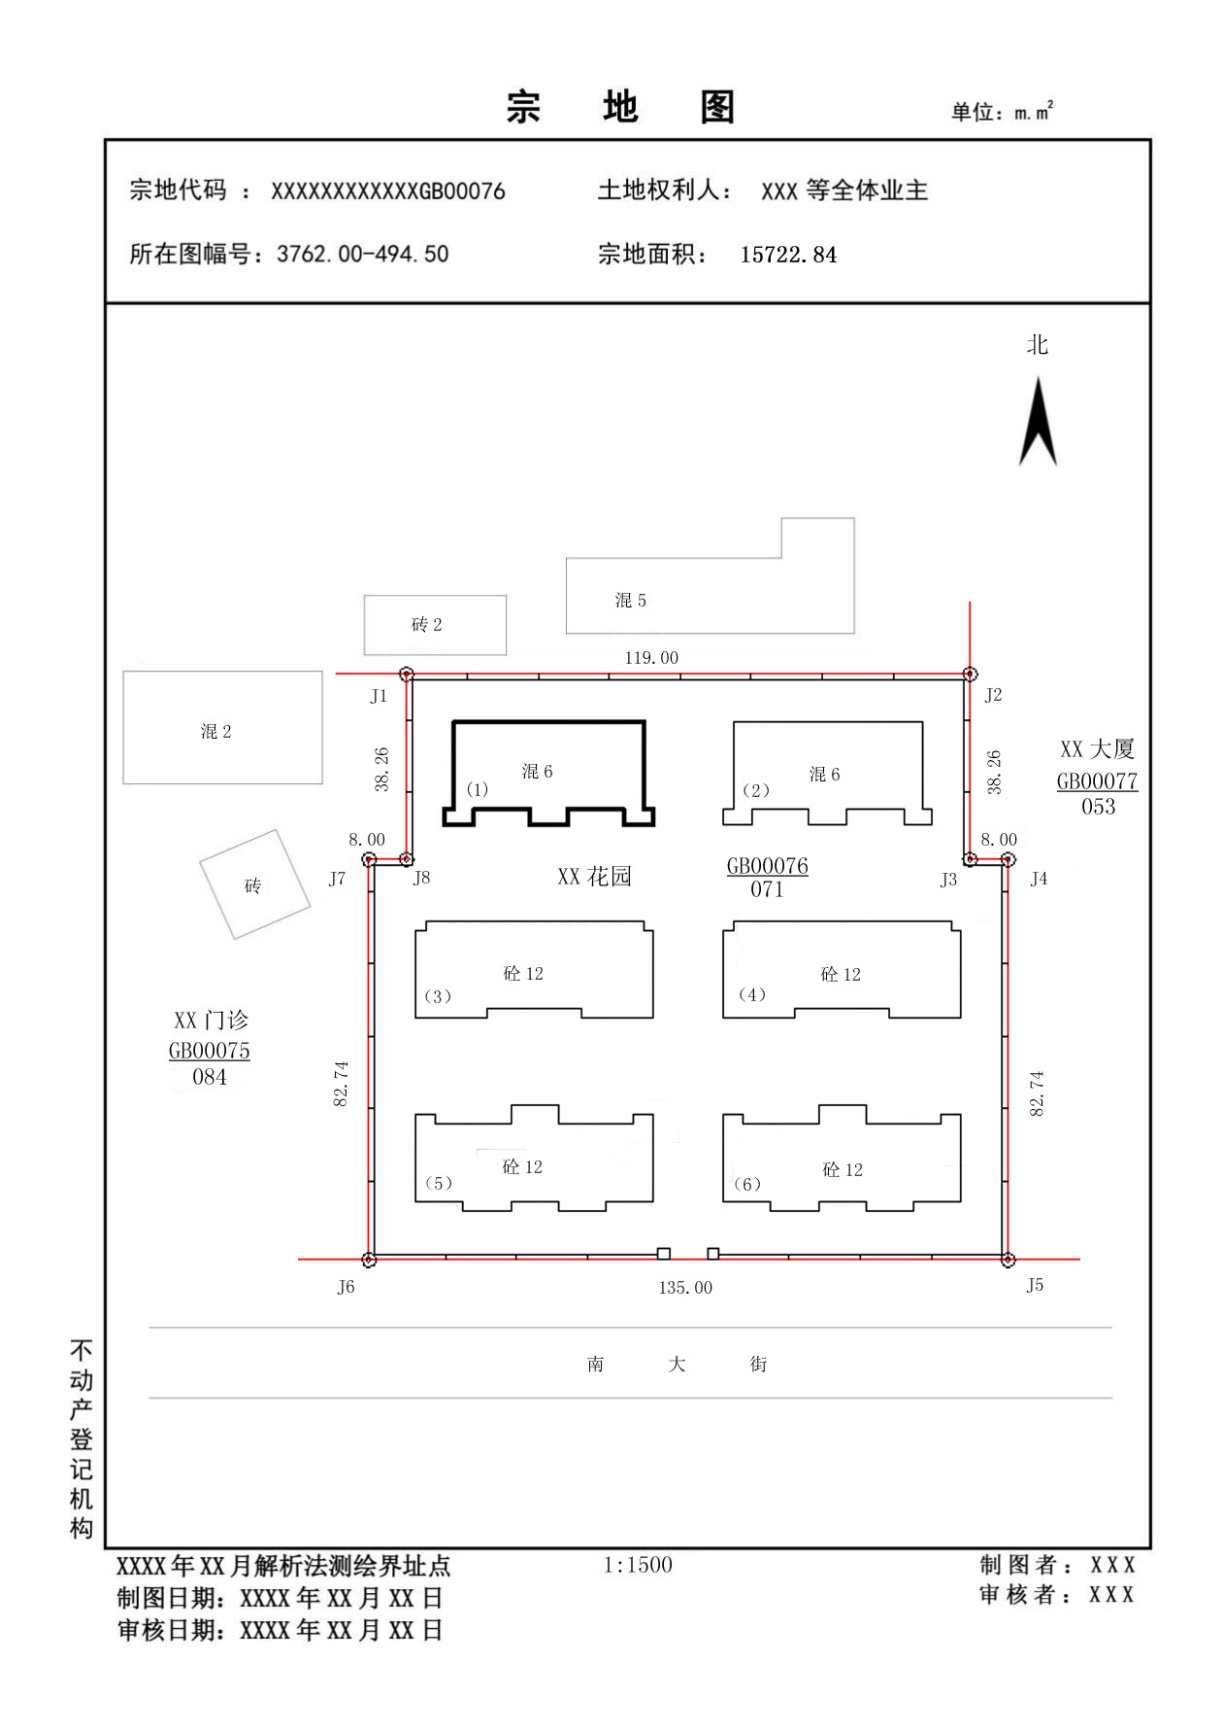 宗 地 图
单位：m.m²
宗地代码 ： XXXXXXXXXXXXGB00076
土地权利人： XXX 等全体业主
所在图幅号：3762.00-494.50
宗地面积： 15722.84
北
混 5
砖 2
119.00
J1
J2
混 2
38.26
混 6
(1)
混 6
(2)
38.26
XX 大厦
GB00077
053
8.00
8.00
J7
J8
XX 花园
GB00076
071
J3
J4
砖
砼 12
(3)
砼 12
(4)
XX 门诊
GB00075
084
82.74
82.74
砼 12
(5)
砼 12
(6)
J6
135.00
J5
南 大 街
不动产登记机构
XXXX 年 XX 月解析法测绘界址点
1:1500
制图者： XXX
制图日期： XXXX 年 XX 月 XX 日
审核者： XXX
审核日期： XXXX 年 XX 月 XX 日